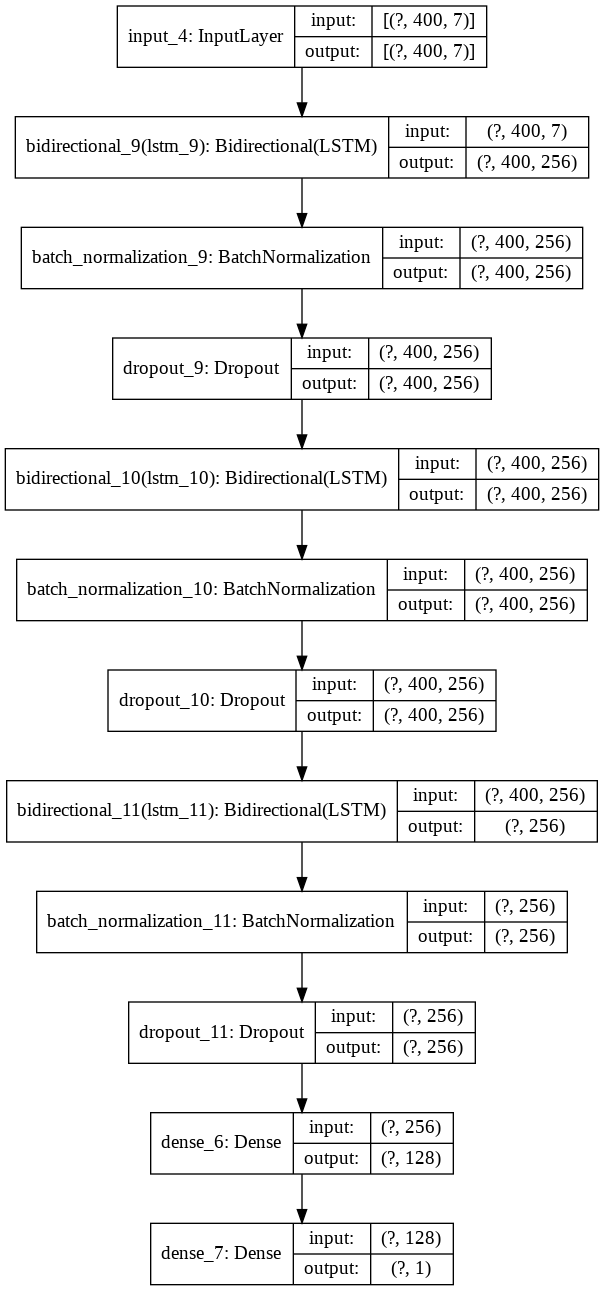 input_4: InputLayer
input: [(?, 400, 7)]
output: [(?, 400, 7)]
bidirectional_9(lstm_9): Bidirectional(LSTM)
input: (?, 400, 7)
output: (?, 400, 256)
batch_normalization_9: BatchNormalization
input: (?, 400, 256)
output: (?, 400, 256)
dropout_9: Dropout
input: (?, 400, 256)
output: (?, 400, 256)
bidirectional_10(lstm_10): Bidirectional(LSTM)
input: (?, 400, 256)
output: (?, 400, 256)
batch_normalization_10: BatchNormalization
input: (?, 400, 256)
output: (?, 400, 256)
dropout_10: Dropout
input: (?, 400, 256)
output: (?, 400, 256)
bidirectional_11(lstm_11): Bidirectional(LSTM)
input: (?, 400, 256)
output: (?, 256)
batch_normalization_11: BatchNormalization
input: (?, 256)
output: (?, 256)
dropout_11: Dropout
input: (?, 256)
output: (?, 256)
dense_6: Dense
input: (?, 256)
output: (?, 128)
dense_7: Dense
input: (?, 128)
output: (?, 1)